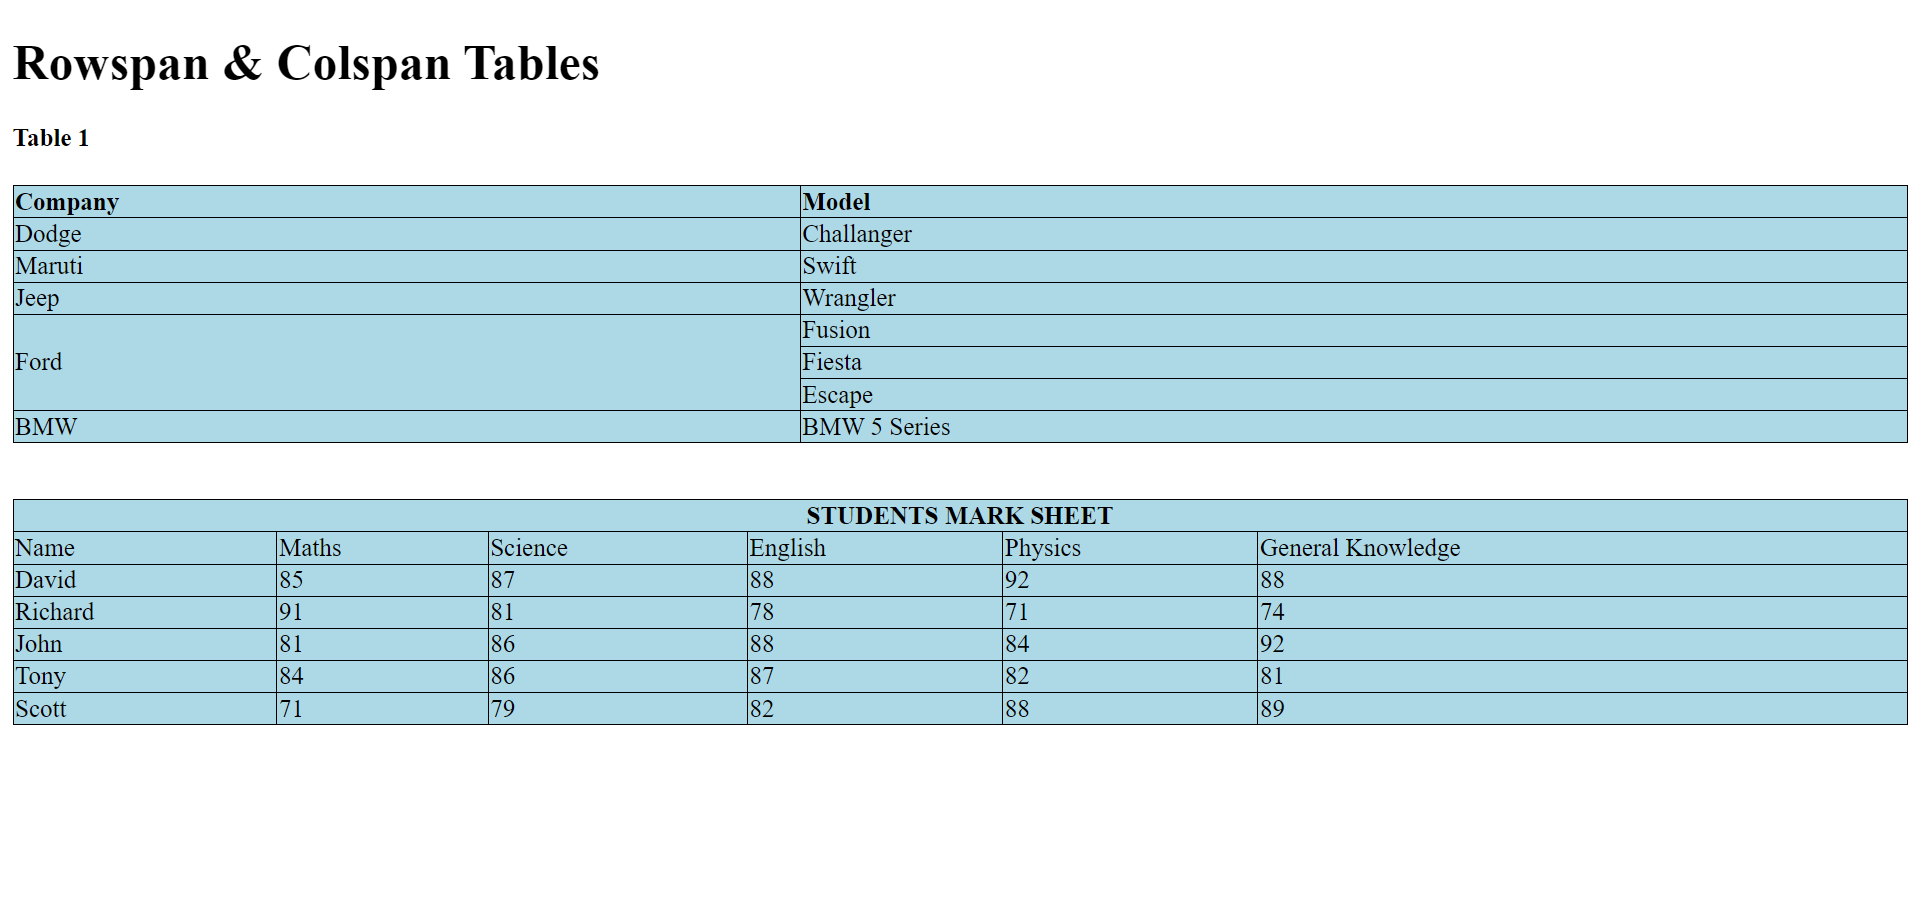 Rowspan & Colspan Tables
Table 1
Company Model
Dodge Challanger
Maruti Swift
Jeep Wrangler
Ford Fusion
Fiesta
Escape
BMW BMW 5 Series
STUDENTS MARK SHEET
Name Maths Science English Physics General Knowledge
David 85 87 88 92 88
Richard 91 81 78 71 74
John 81 86 88 84 92
Tony 84 86 87 82 81
Scott 71 79 82 88 89